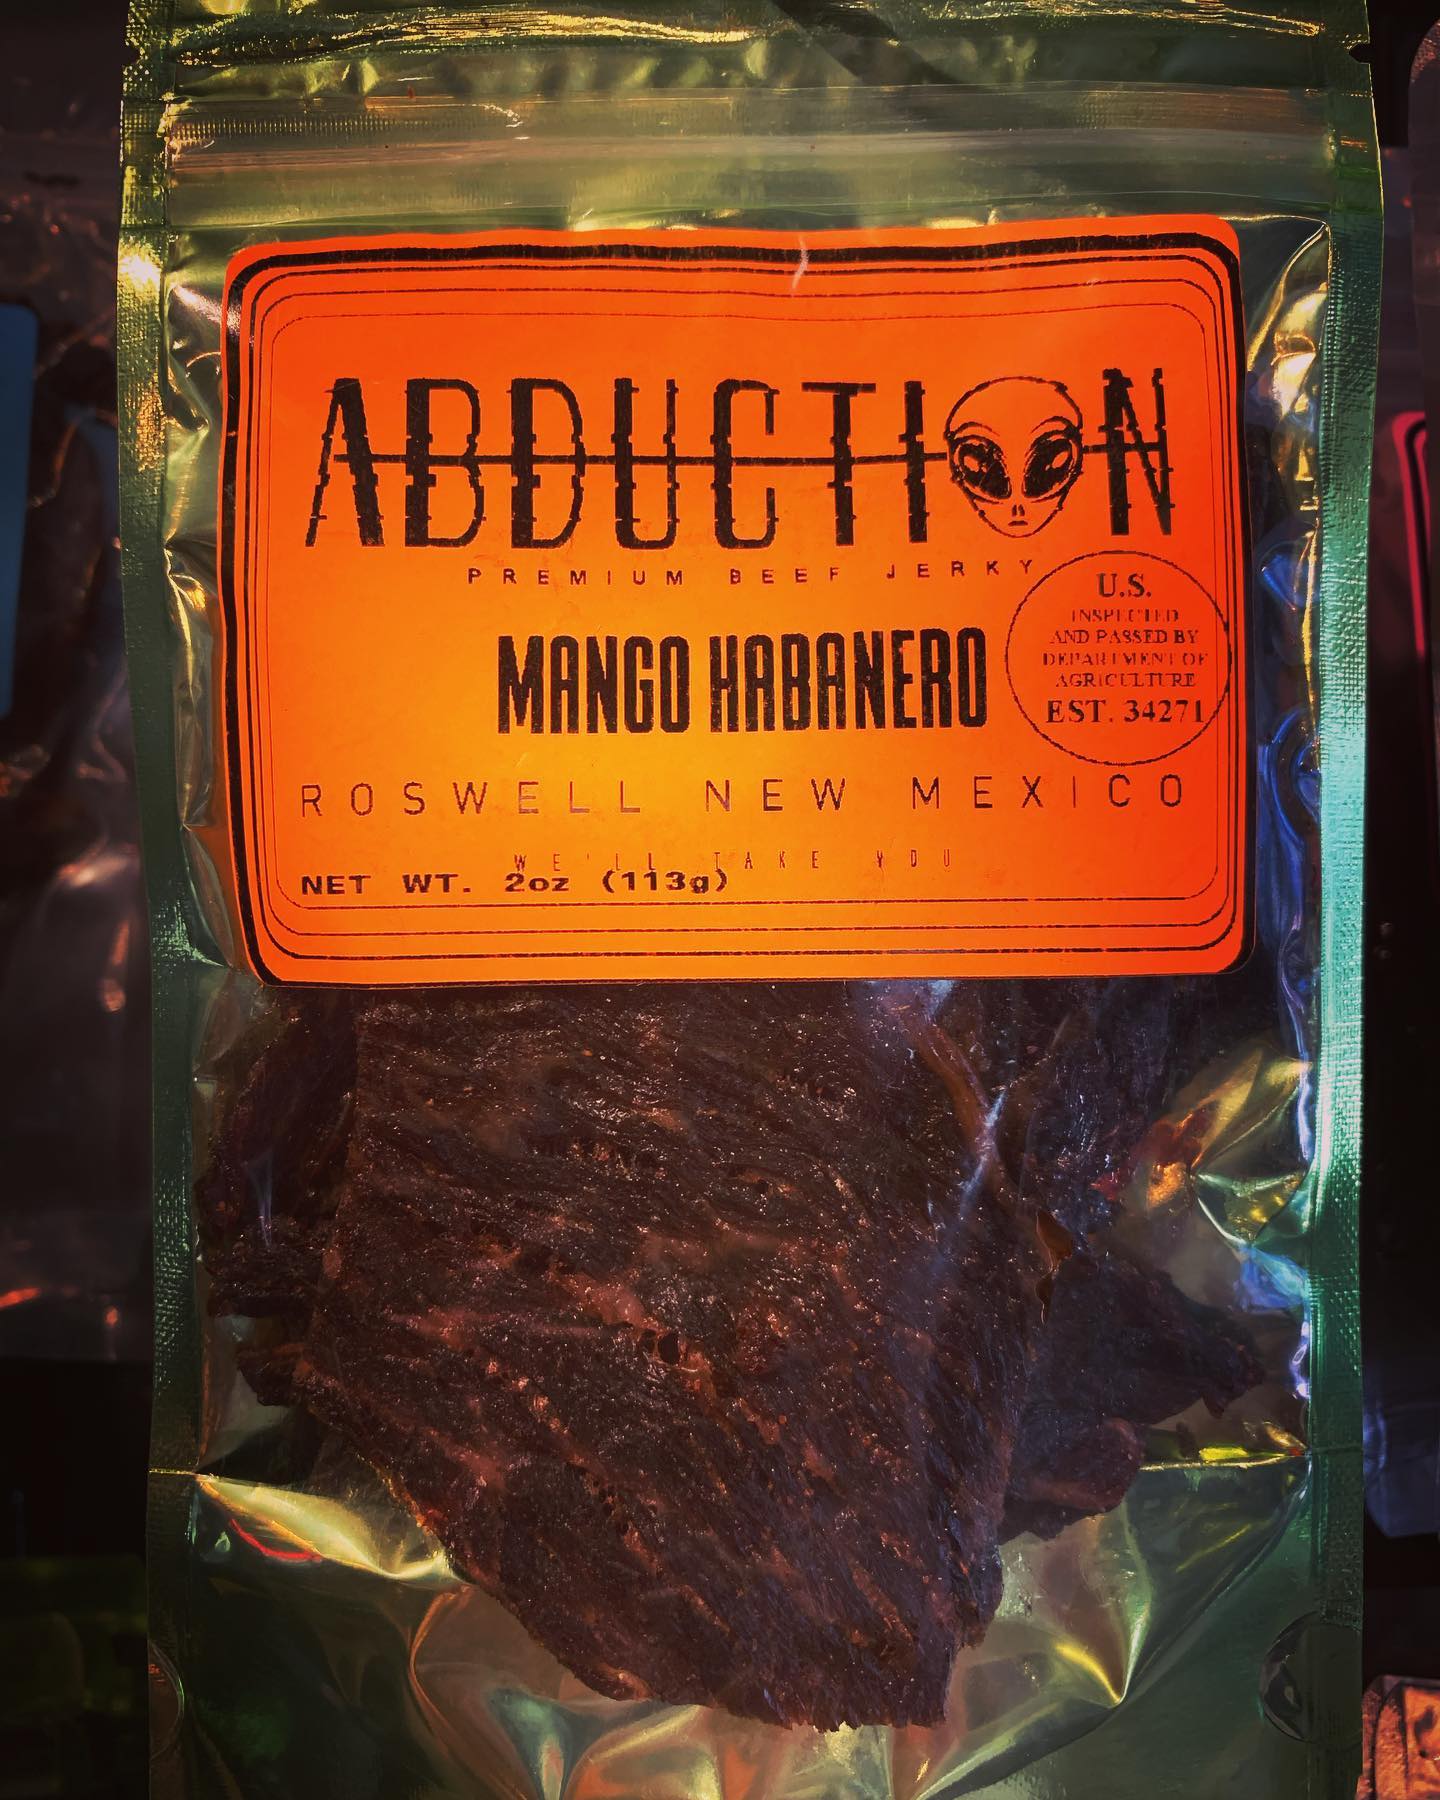 ABDUCTION
PREMIUM BEEF JERKY
MANGO HABANERO
U.S.
INSPECTED
AND PASSED BY
DEPARTMENT OF
AGRICULTURE
EST. 34271
ROSWELL NEW MEXICO
WE'LL TAKE YOU
NET WT. 2oz (113g)